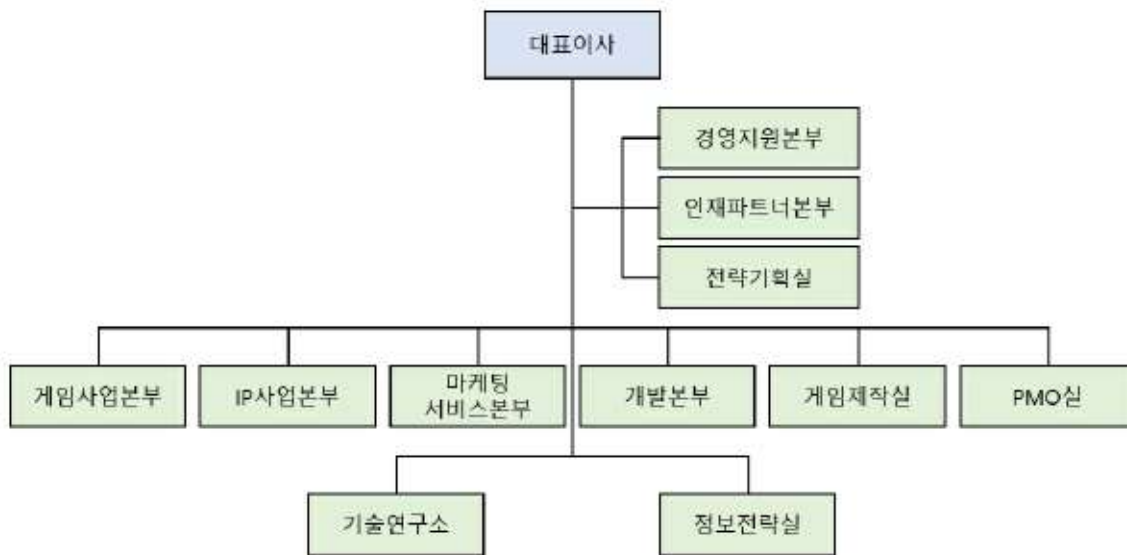 대표이사
경영지원본부
인재파트너본부
전략기획실
게임사업본부
IP사업본부
마케팅
서비스본부
개발본부
게임제작실
PMO실
기술연구소
정보전략실